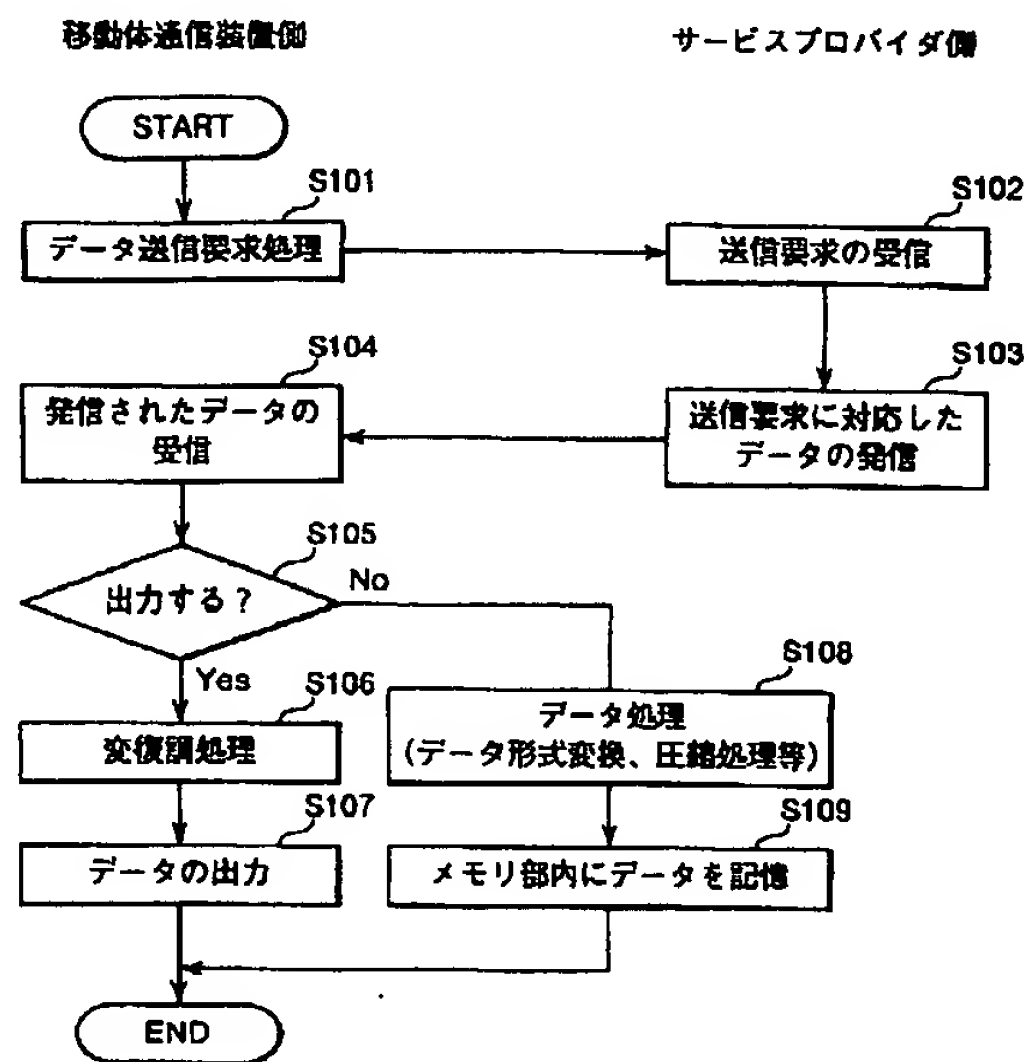 移動体通信装置側
サービスプロバイダ側
START
S101
データ送信要求処理
S102
送信要求の受信
S103
送信要求に対応した
データの発信
S104
発信されたデータの
受信
S105
出力する？
No
Yes
S106
変復調処理
S107
データの出力
S108
データ処理
(データ形式変換、圧縮処理等)
S109
メモリ部内にデータを記憶
END